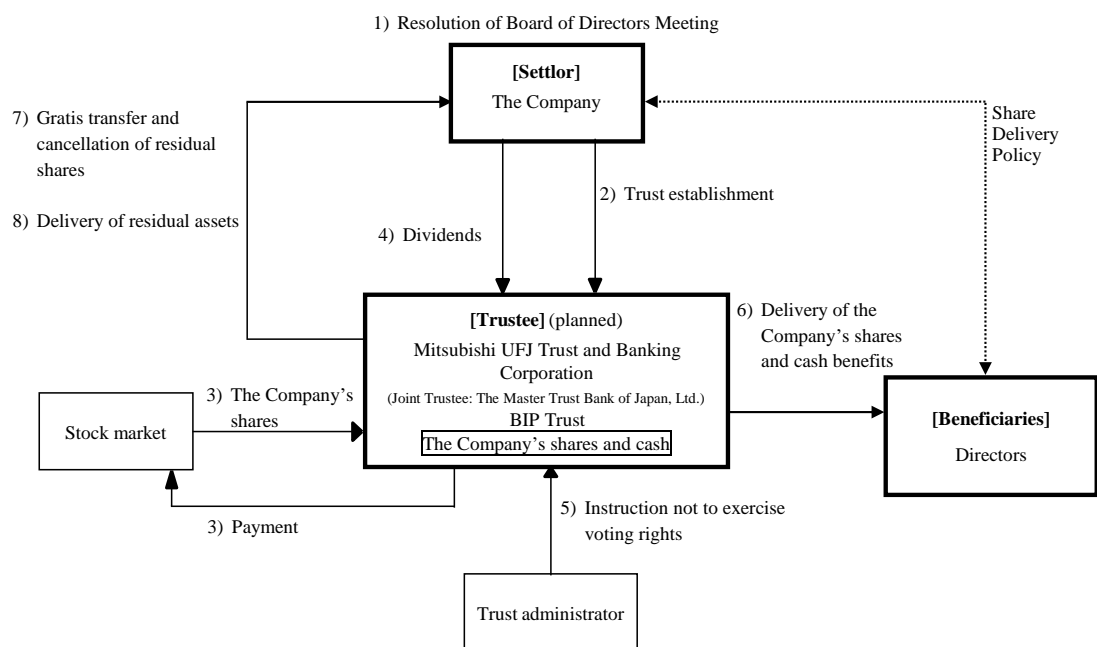 1) Resolution of Board of Directors Meeting
[Settlor]
The Company
7) Gratis transfer and
cancellation of residual
shares
Share
Delivery
Policy
2) Trust establishment
8) Delivery of residual assets
4) Dividends
[Trustee] (planned)
Mitsubishi UFJ Trust and Banking
Corporation
(Joint Trustee: The Master Trust Bank of Japan, Ltd.)
BIP Trust
The Company’s shares and cash
6) Delivery of the
Company’s shares
and cash benefits
3) The Company’s
shares
Stock market
[Beneficiaries]
Directors
3) Payment
5) Instruction not to exercise
voting rights
Trust administrator